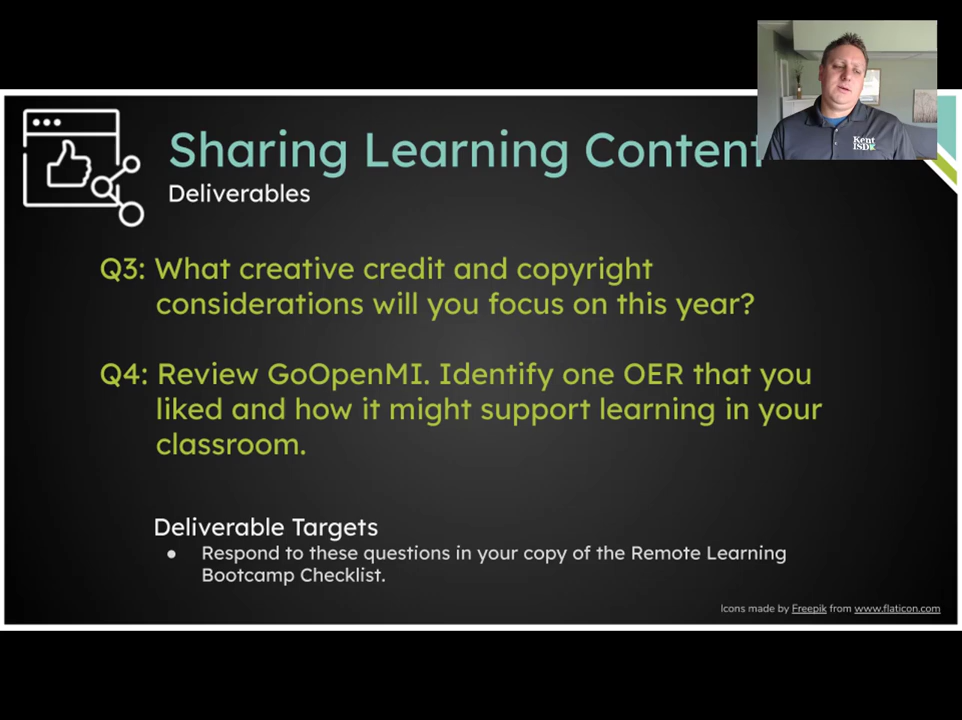 Kent
ISD
Sharing Learning Content
Deliverables
Q3: What creative credit and copyright
considerations will you focus on this year?
Q4: Review GoOpenMI. Identify one OER that you
liked and how it might support learning in your
classroom.
Deliverable Targets
● Respond to these questions in your copy of the Remote Learning
Bootcamp Checklist.
Icons made by Freepik from www.flaticon.com